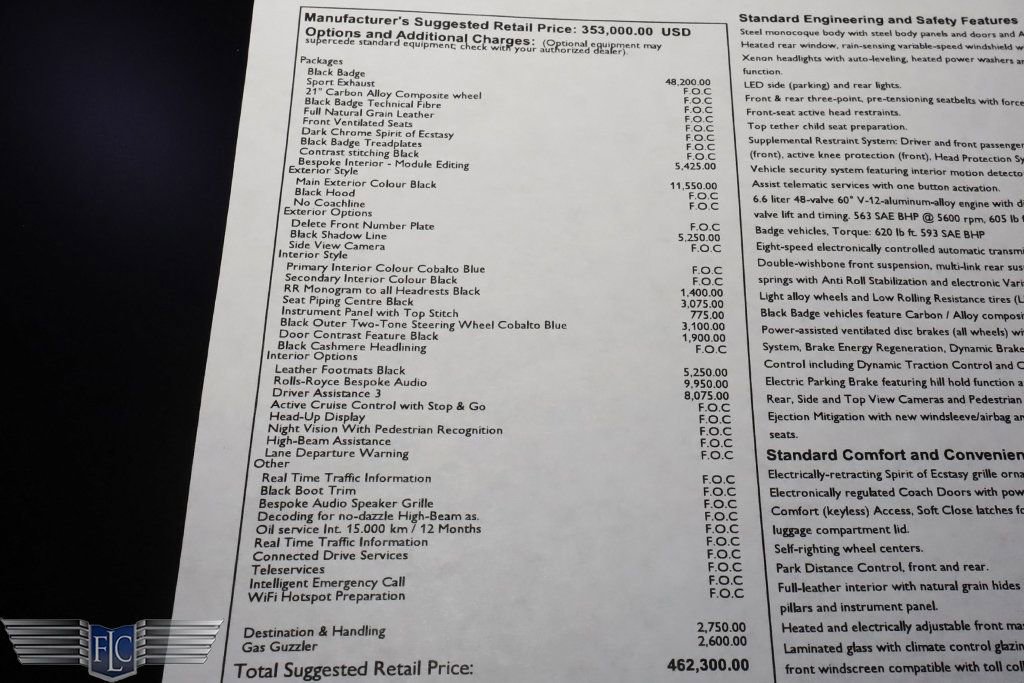 Manufacturer's Suggested Retail Price: 353,000.00 USD
Options and Additional Charges: (Optional equipment may
supercede standard equipment, check with your authorized dealer).
Packages
Black Badge 48,200.00
Sport Exhaust F.O.C
21" Carbon Alloy Composite wheel F.O.C
Black Badge Technical Fibre F.O.C
Full Natural Grain Leather F.O.C
Front Ventilated Seats F.O.C
Dark Chrome Spirit of Ecstasy F.O.C
Black Badge Treadplates F.O.C
Contrast stitching Black F.O.C
Bespoke Interior - Module Editing 5,425.00
Exterior Style
Main Exterior Colour Black 11,550.00
Black Hood F.O.C
No Coachline F.O.C
Exterior Options
Delete Front Number Plate F.O.C
Black Shadow Line 5,250.00
Side View Camera F.O.C
Interior Style
Primary Interior Colour Cobalto Blue F.O.C
Secondary Interior Colour Black F.O.C
RR Monogram to all Headrests Black 1,400.00
Seat Piping Centre Black 3,075.00
Instrument Panel with Top Stitch 775.00
Black Outer Two-Tone Steering Wheel Cobalto Blue 3,100.00
Door Contrast Feature Black 1,900.00
Black Cashmere Headlining F.O.C
Interior Options
Leather Footmats Black 5,250.00
Rolls-Royce Bespoke Audio 9,950.00
Driver Assistance 3 8,075.00
Active Cruise Control with Stop & Go F.O.C
Head-Up Display F.O.C
Night Vision With Pedestrian Recognition F.O.C
High-Beam Assistance F.O.C
Lane Departure Warning F.O.C
Other
Real Time Traffic Information F.O.C
Black Boot Trim F.O.C
Bespoke Audio Speaker Grille F.O.C
Decoding for no-dazzle High-Beam as. F.O.C
Oil service Int. 15.000 km / 12 Months F.O.C
Real Time Traffic Information F.O.C
Connected Drive Services F.O.C
Teleservices F.O.C
Intelligent Emergency Call F.O.C
WiFi Hotspot Preparation F.O.C
Destination & Handling 2,750.00
Gas Guzzler 2,600.00
Total Suggested Retail Price: 462,300.00
Standard Engineering and Safety Features
Steel monocoque body with steel body panels and doors and
Heated rear window, rain-sensing variable-speed windshield
Xenon headlights with auto-leveling, heated power washers
function.
LED side (parking) and rear lights.
Front & rear three-point, pre-tensioning seatbelts with force
Front-seat active head restraints.
Top tether child seat preparation.
Supplemental Restraint System: Driver and front passenger
(front), active knee protection (front), Head Protection
Vehicle security system featuring interior motion
Assist telematic services with one button activation.
6.6 liter 48-valve 60° V-12-aluminum-alloy engine with
valve lift and timing. 563 SAE BHP @ 5600 rpm, 605 lb
Badge vehicles, Torque: 620 lb ft. 593 SAE BHP
Eight-speed electronically controlled automatic
Double-wishbone front suspension, multi-link rear
springs with Anti Roll Stabilization and electronic
Light alloy wheels and Low Rolling Resistance tires
Black Badge vehicles feature Carbon / Alloy
Power-assisted ventilated disc brakes (all wheels)
System, Brake Energy Regeneration, Dynamic Brake
Control including Dynamic Traction Control and
Electric Parking Brake featuring hill hold function
Rear, Side and Top View Cameras and Pedestrian
Ejection Mitigation with new windsleeve/airbag
seats.
Standard Comfort and
Electrically-retracting Spirit of Ecstasy grille
Electronically regulated Coach Doors with
Comfort (keyless) Access, Soft Close latches
luggage compartment lid.
Self-righting wheel centers.
Park Distance Control, front and rear.
Full-leather interior with natural grain hides
pillars and instrument panel.
Heated and electrically adjustable front
Laminated glass with climate control
front windscreen compatible with toll
FLC